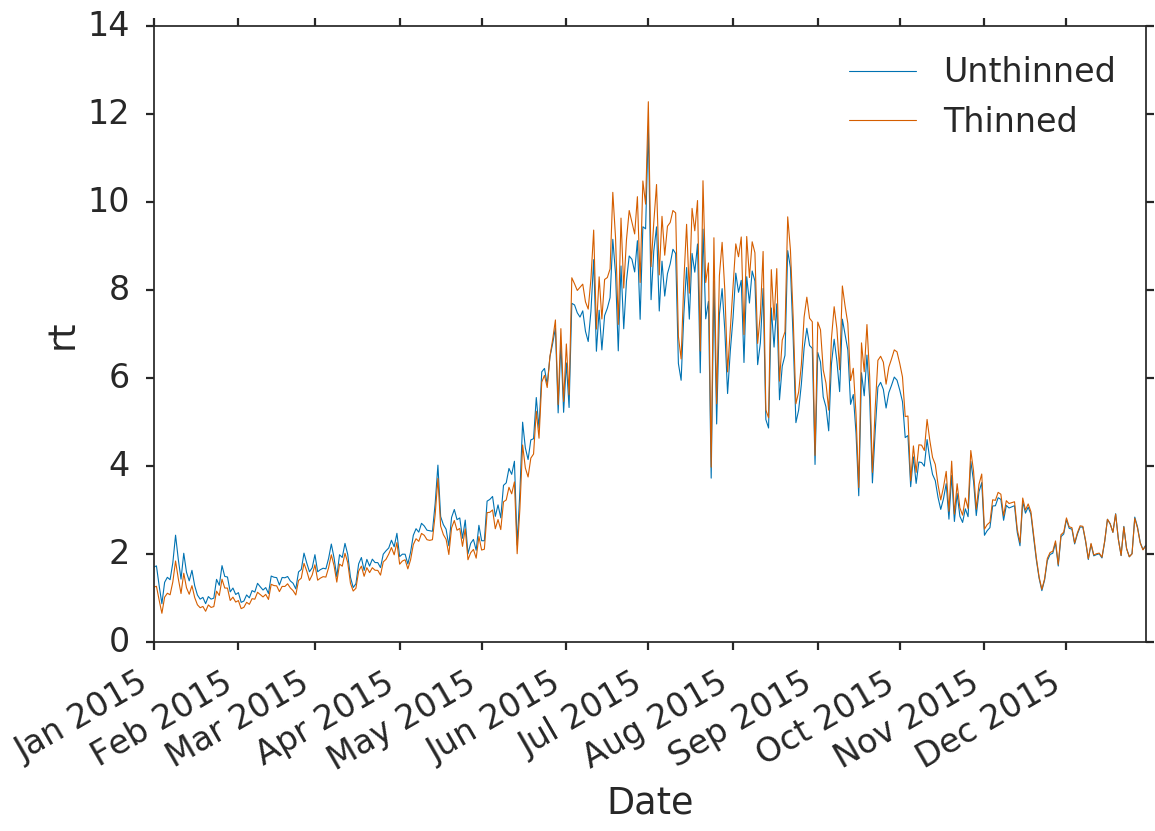 14
12
10
8
6
4
2
0
rt
Unthinned
Thinned
Jan 2015
Feb 2015
Mar 2015
Apr 2015
May 2015
Jun 2015
Jul 2015
Aug 2015
Sep 2015
Oct 2015
Nov 2015
Dec 2015
Date